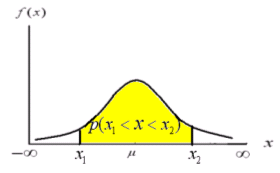 f(x)
p(x₁ < x < x₂)
x
−∞ x₁ μ x₂ ∞